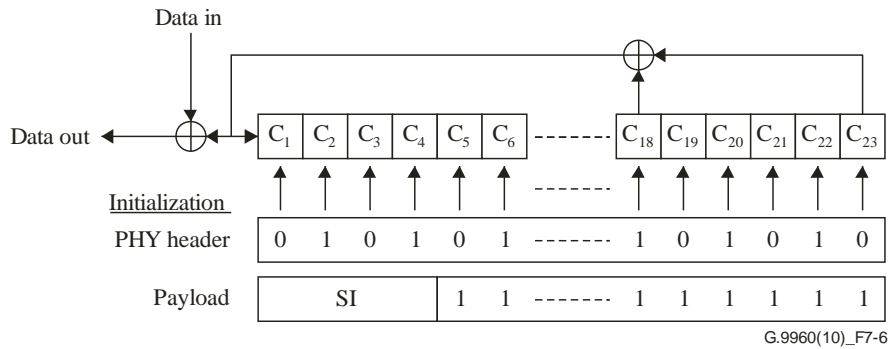 Data in
Data out
C1 C2 C3 C4 C5 C6 C18 C19 C20 C21 C22 C23
Initialization
PHY header 0 1 0 1 0 1 1 0 1 0 1 0
Payload SI 1 1 1 1 1 1 1 1
G.9960(10)_F7-6